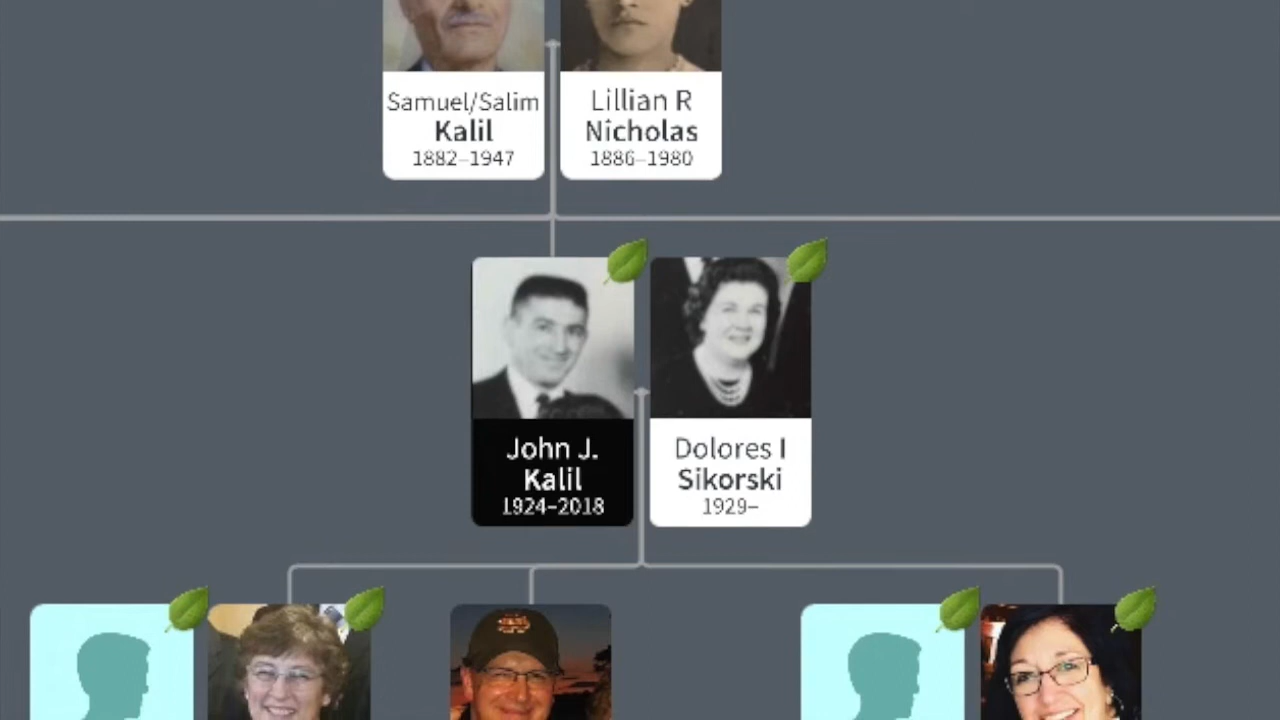 Samuel/Salim
Kalil
1882–1947
Lillian R
Nicholas
1886–1980
John J.
Kalil
1924–2018
Dolores I
Sikorski
1929–